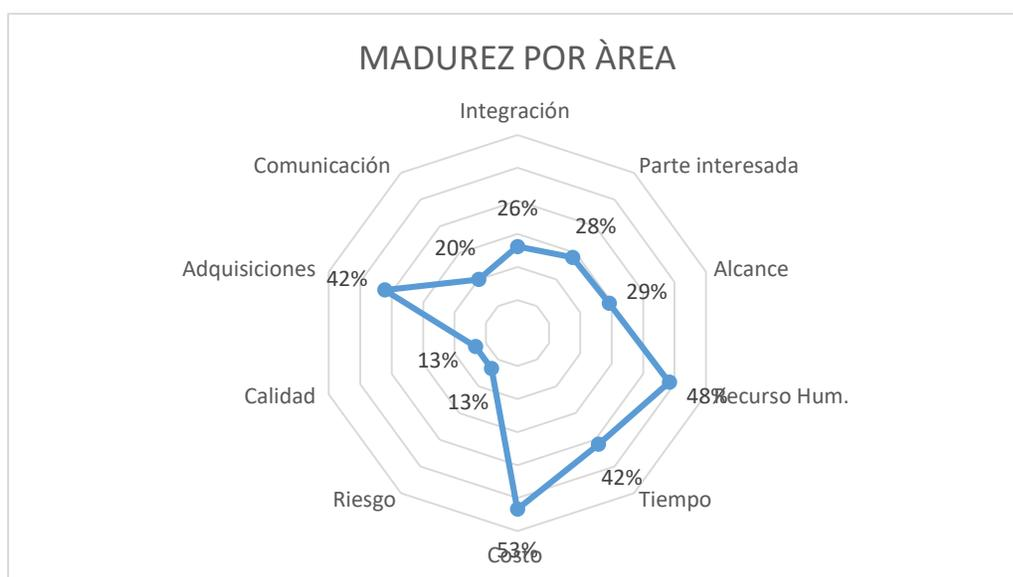 MADUREZ POR ÀREA
Integración
Comunicación
Parte interesada
26%
28%
20%
Adquisiciones
42%
Alcance
29%
13%
Calidad
48%
Recurso Hum.
13%
42%
Riesgo
Tiempo
53%
Costo